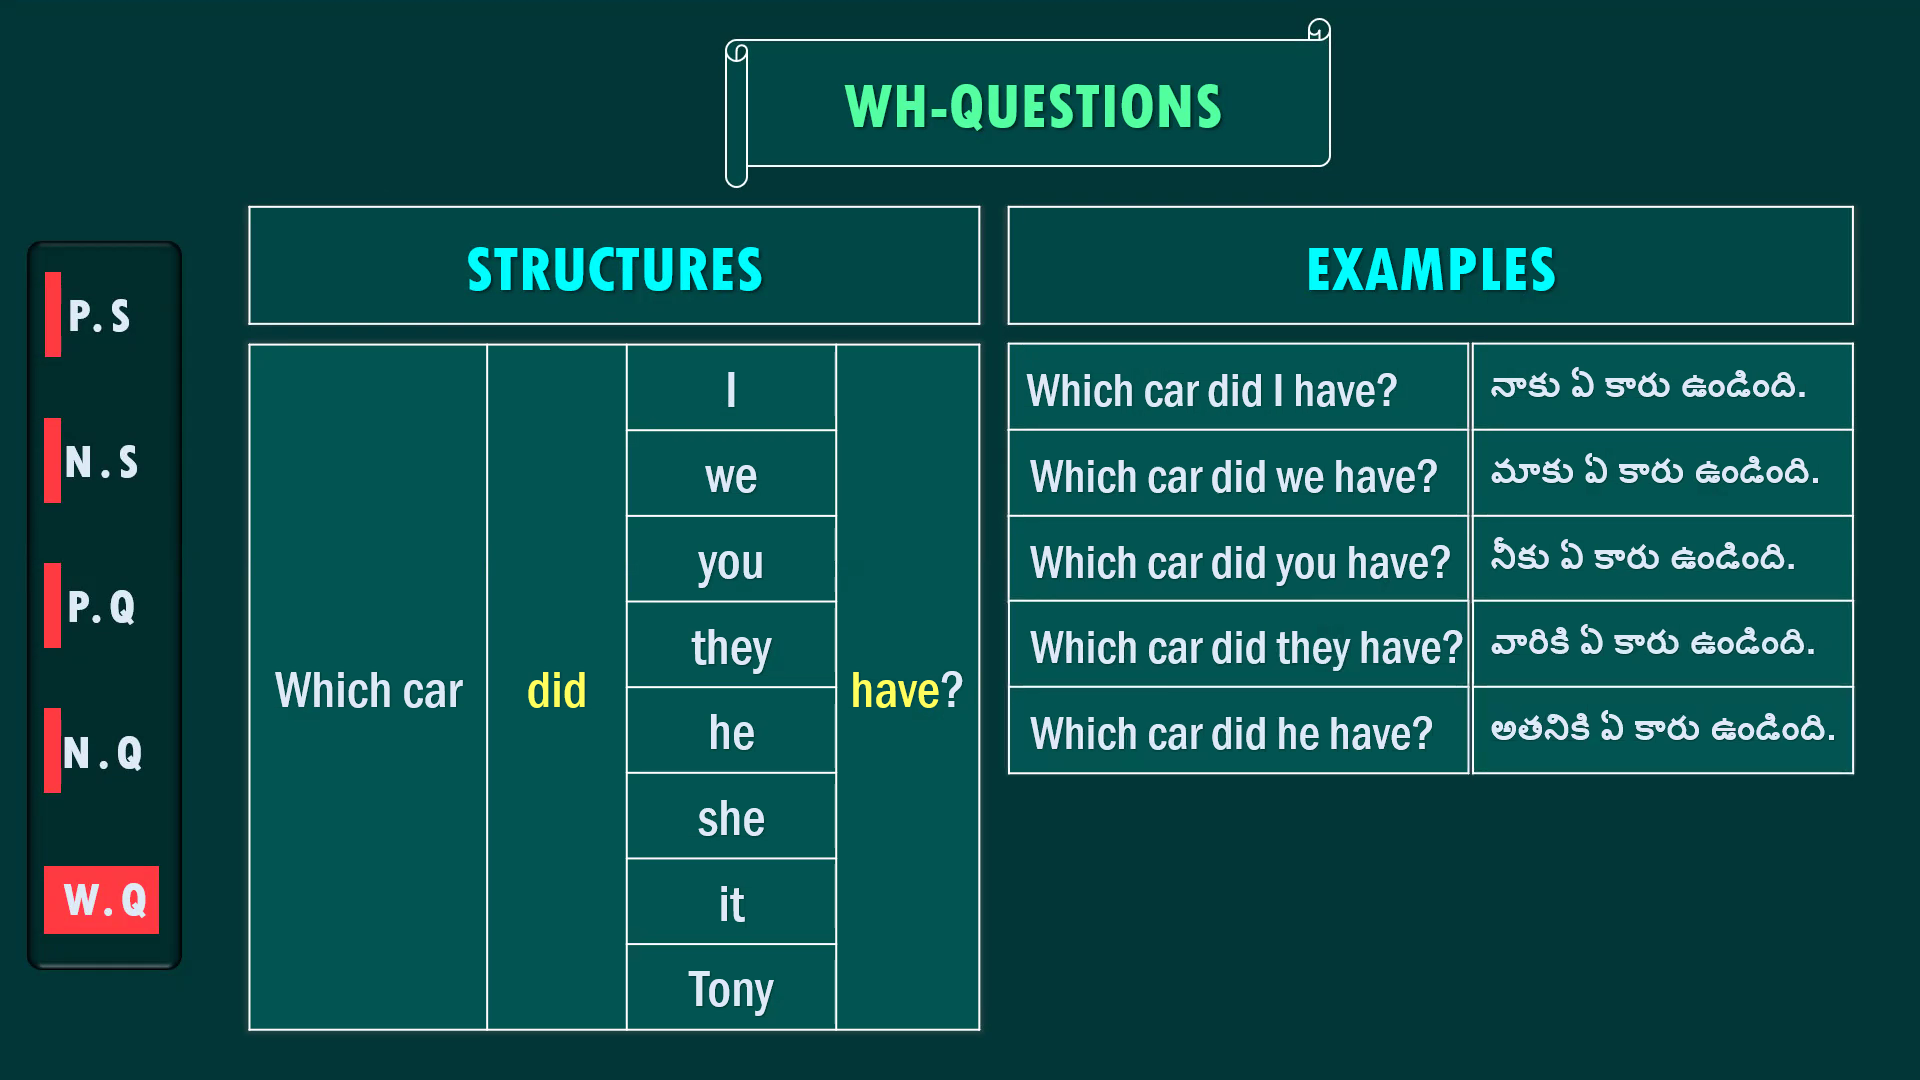 WH-QUESTIONS
P.S
N.S
P.Q
N.Q
W.Q
STRUCTURES
Which car
did
I
we
you
they
he
she
it
Tony
have?
EXAMPLES
Which car did I have? నాకు ఏ కారు ఉండింది.
Which car did we have? మాకు ఏ కారు ఉండింది.
Which car did you have? నీకు ఏ కారు ఉండింది.
Which car did they have? వారికి ఏ కారు ఉండింది.
Which car did he have? అతనికి ఏ కారు ఉండింది.